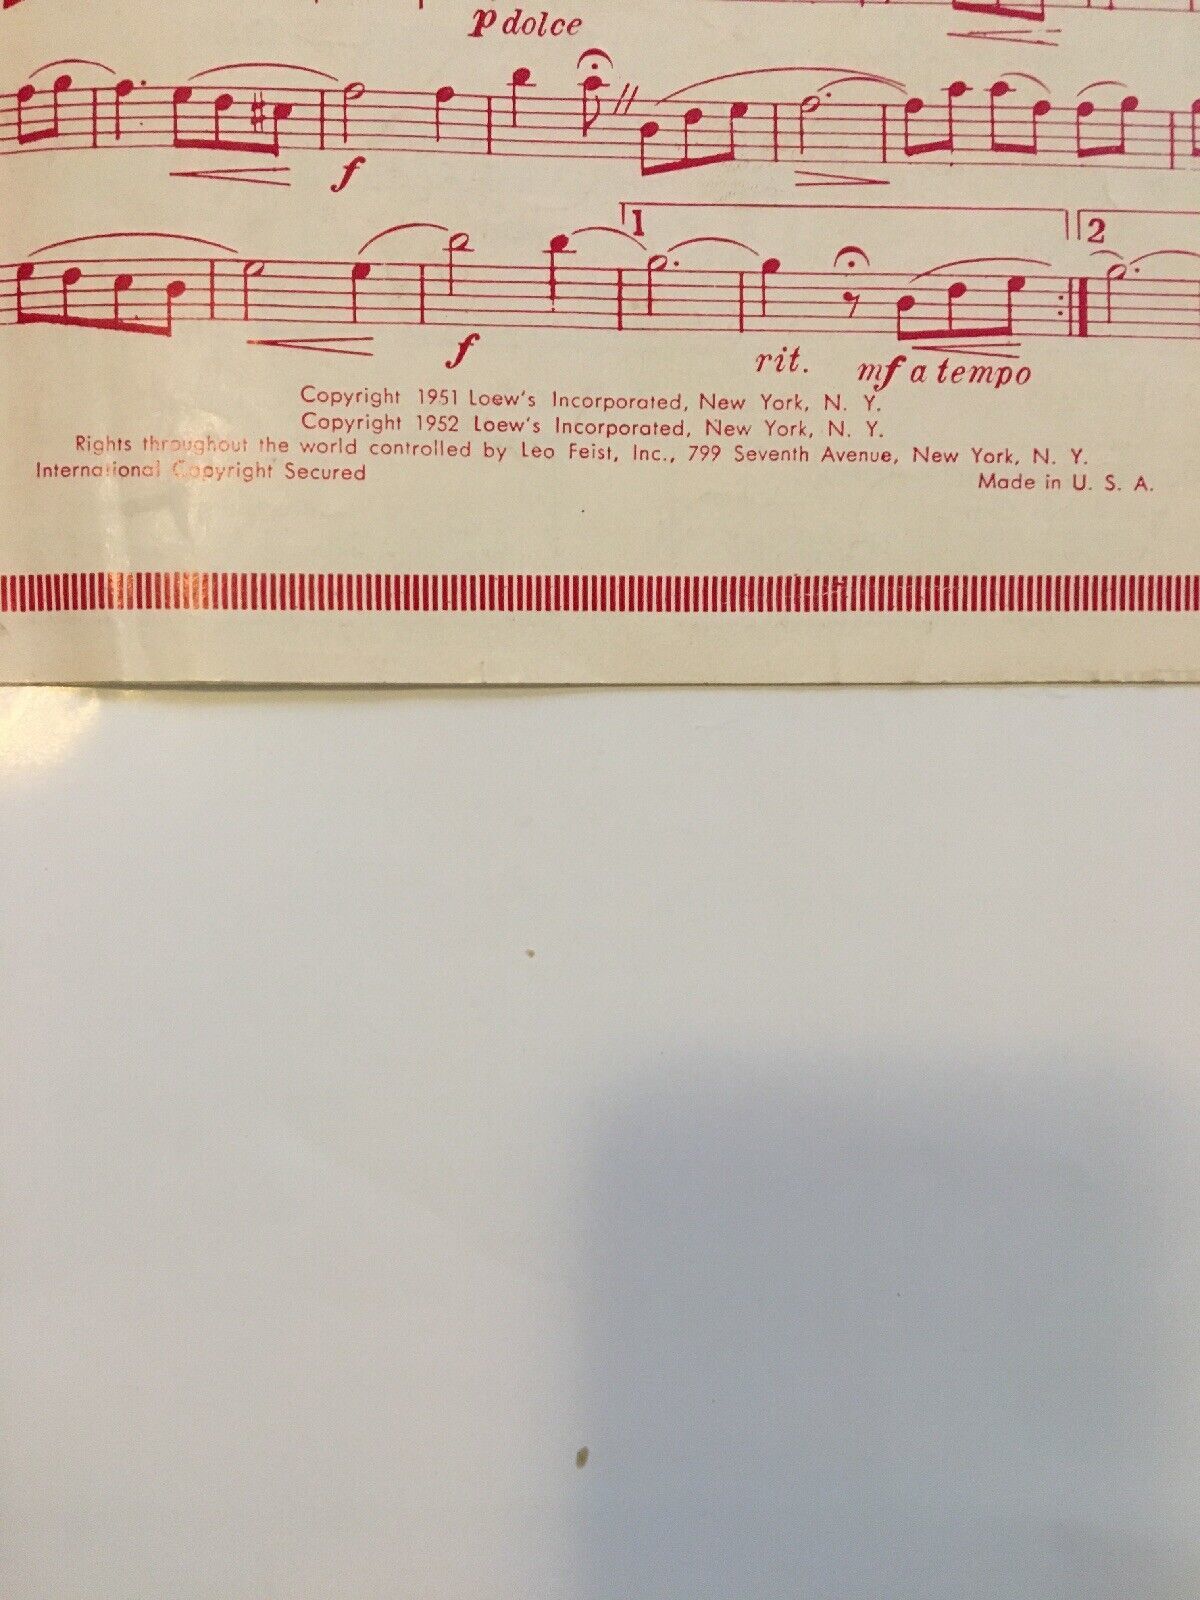 p dolce
f
1
2
f
rit. mf a tempo
Copyright 1951 Loew's Incorporated, New York, N. Y.
Copyright 1952 Loew's Incorporated, New York, N. Y.
Rights throughout the world controlled by Leo Feist, Inc., 799 Seventh Avenue, New York, N. Y.
International Copyright Secured
Made in U. S. A.